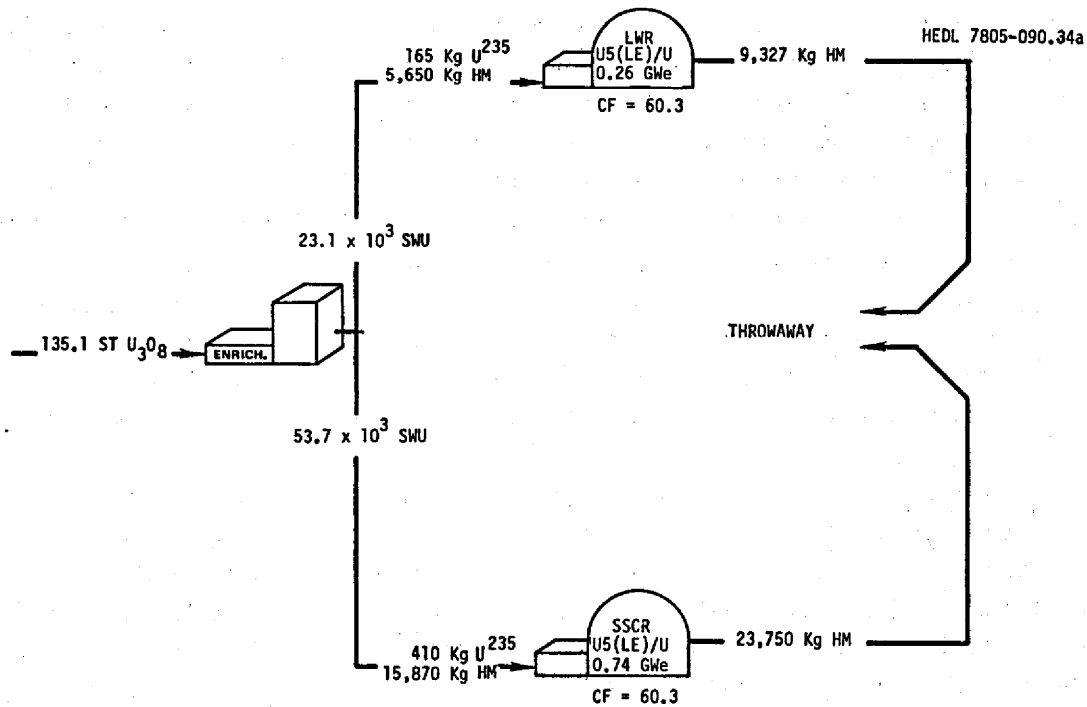 HEDL 7805-090.34a
165 Kg U²³⁵
5,650 Kg HM
LWR
U5(LE)/U
0.26 GWe
CF = 60.3
9,327 Kg HM
23.1 x 10³ SWU
135.1 ST U₃O₈
ENRICH.
THROWAWAY
53.7 x 10³ SWU
410 Kg U²³⁵
15,870 Kg HM
SSCR
U5(LE)/U
0.74 GWe
CF = 60.3
23,750 Kg HM